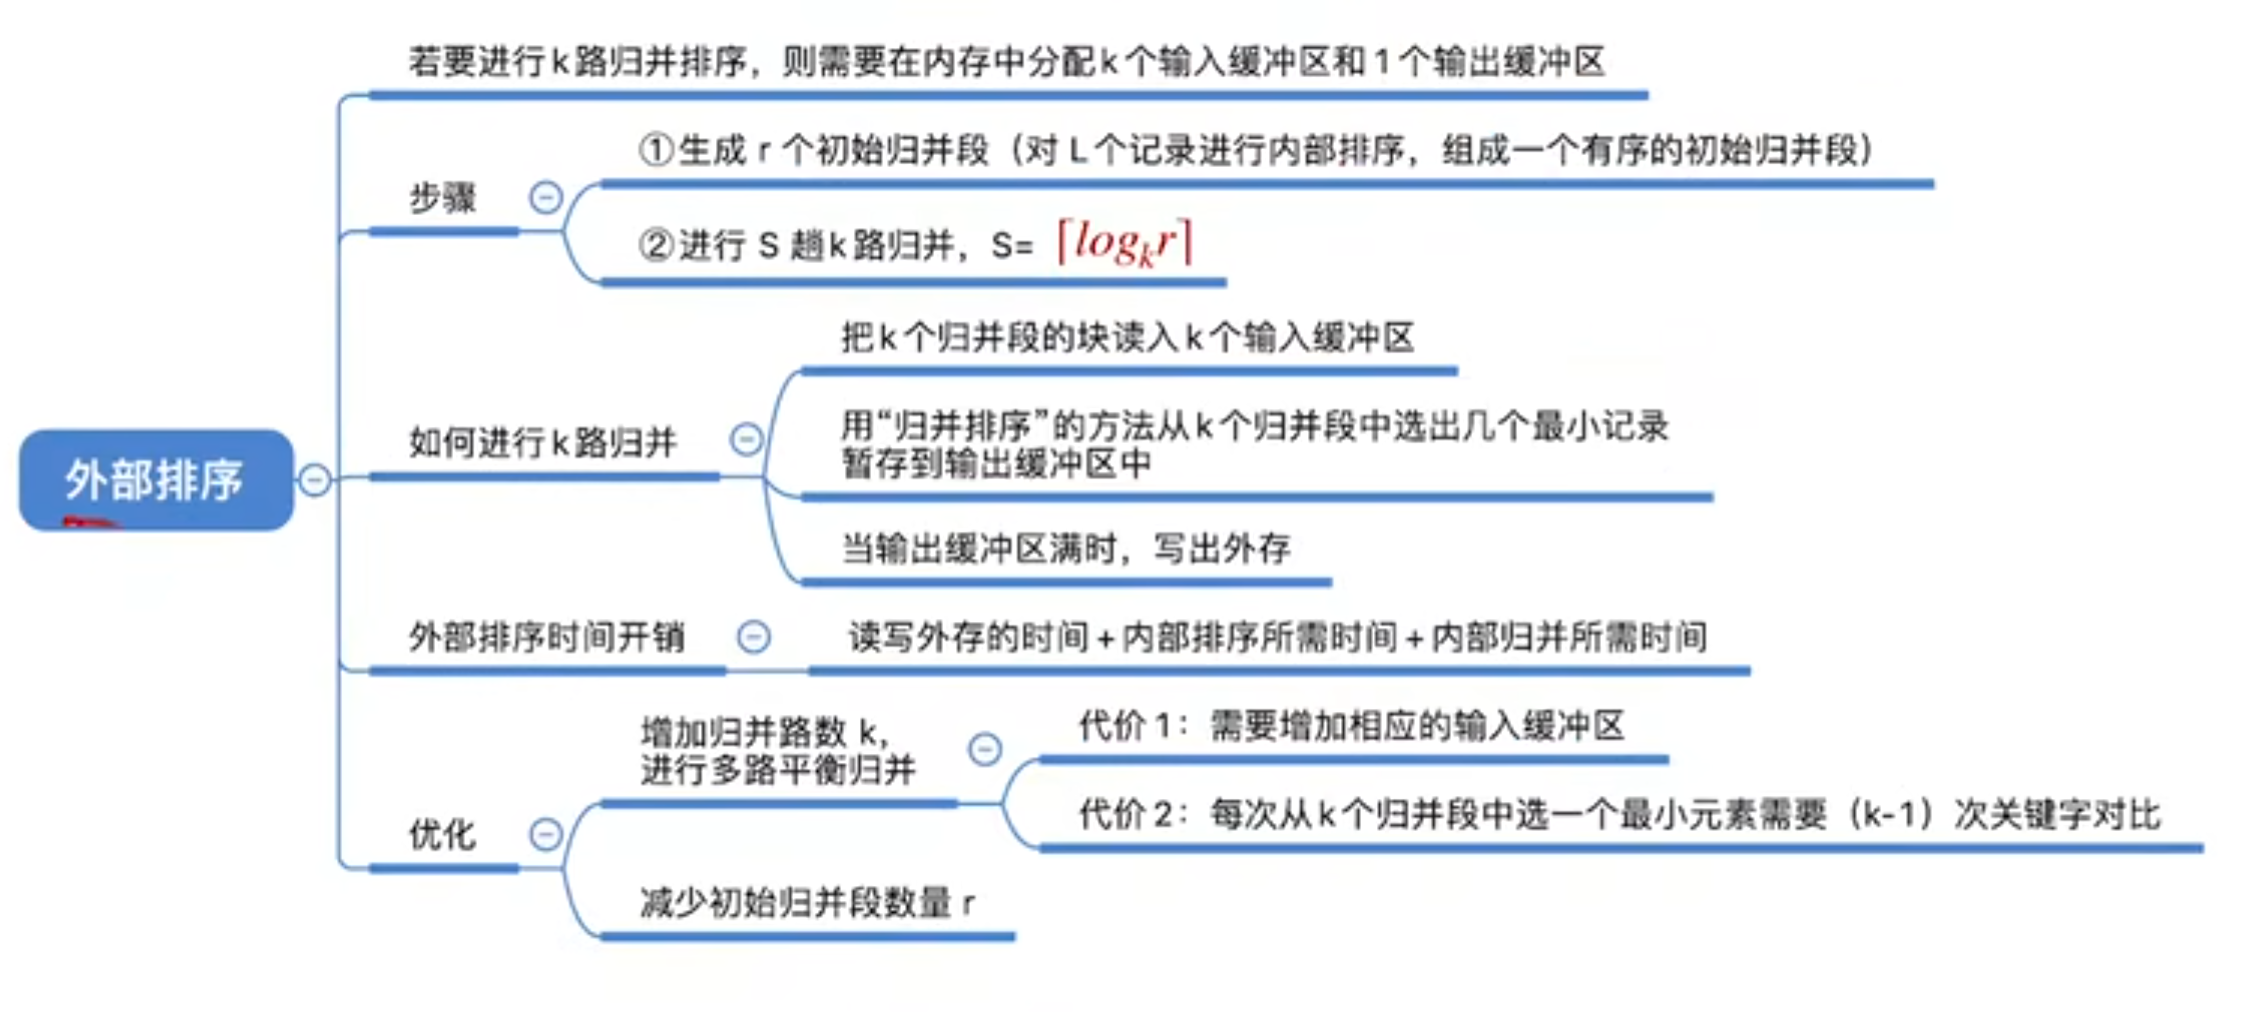 若要进行k路归并排序，则需要在内存中分配k个输入缓冲区和1个输出缓冲区
①生成 r 个初始归并段（对 L 个记录进行内部排序，组成一个有序的初始归并段）
步骤
②进行 S 趟k路归并，S= ⌈logₖr⌉
把k个归并段的块读入k个输入缓冲区
用“归并排序”的方法从k个归并段中选出几个最小记录
暂存到输出缓冲区中
如何进行k路归并
当输出缓冲区满时，写出外存
外部排序
外部排序时间开销
读写外存的时间+内部排序所需时间+内部归并所需时间
增加归并路数 k，
进行多路平衡归并
代价 1：需要增加相应的输入缓冲区
代价 2：每次从k个归并段中选一个最小元素需要（k-1）次关键字对比
优化
减少初始归并段数量 r